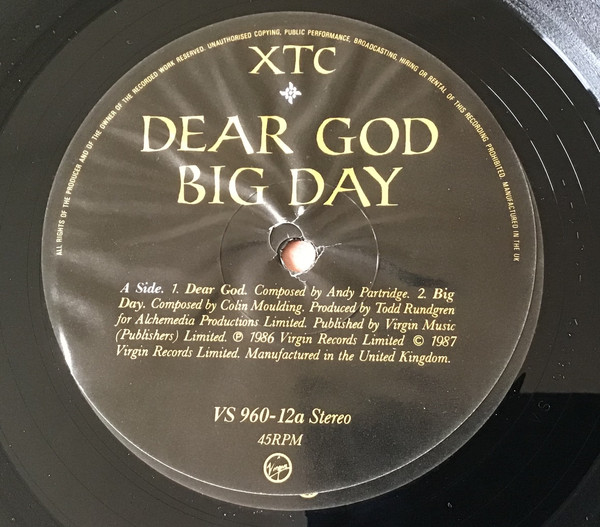 ALL RIGHTS OF THE PRODUCER AND OF THE OWNER OF THE RECORDED WORK RESERVED. UNAUTHORISED COPYING, PUBLIC PERFORMANCE, BROADCASTING, HIRING OR RENTAL OF THIS RECORDING PROHIBITED. MANUFACTURED IN THE UK
XTC
DEAR GOD
BIG DAY
A Side. 1. Dear God. Composed by Andy Partridge. 2. Big
Day. Composed by Colin Moulding. Produced by Todd Rundgren
for Alchemedia Productions Limited. Published by Virgin Music
(Publishers) Limited. ℗ 1986 Virgin Records Limited © 1987
Virgin Records Limited. Manufactured in the United Kingdom.
VS 960-12a Stereo
45RPM
Virgin